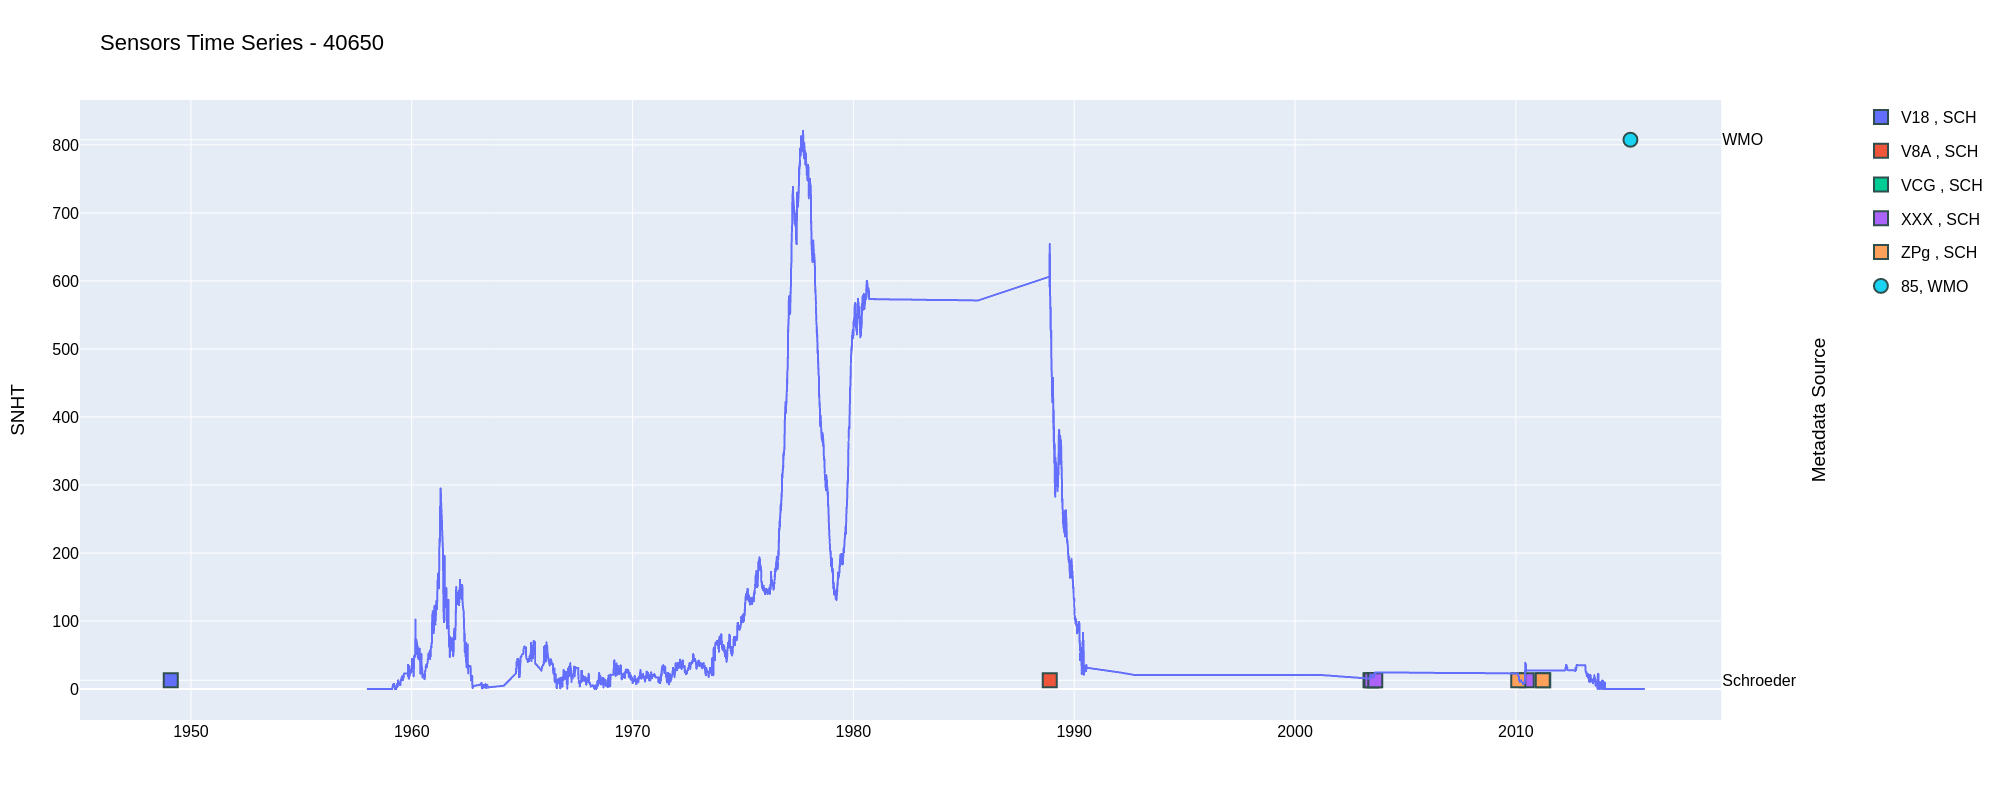 Sensors Time Series - 40650
SNHT
800
700
600
500
400
300
200
100
0
1950
1960
1970
1980
1990
2000
2010
WMO
Schroeder
Metadata Source
V18 , SCH
V8A , SCH
VCG , SCH
XXX , SCH
ZPg , SCH
85, WMO